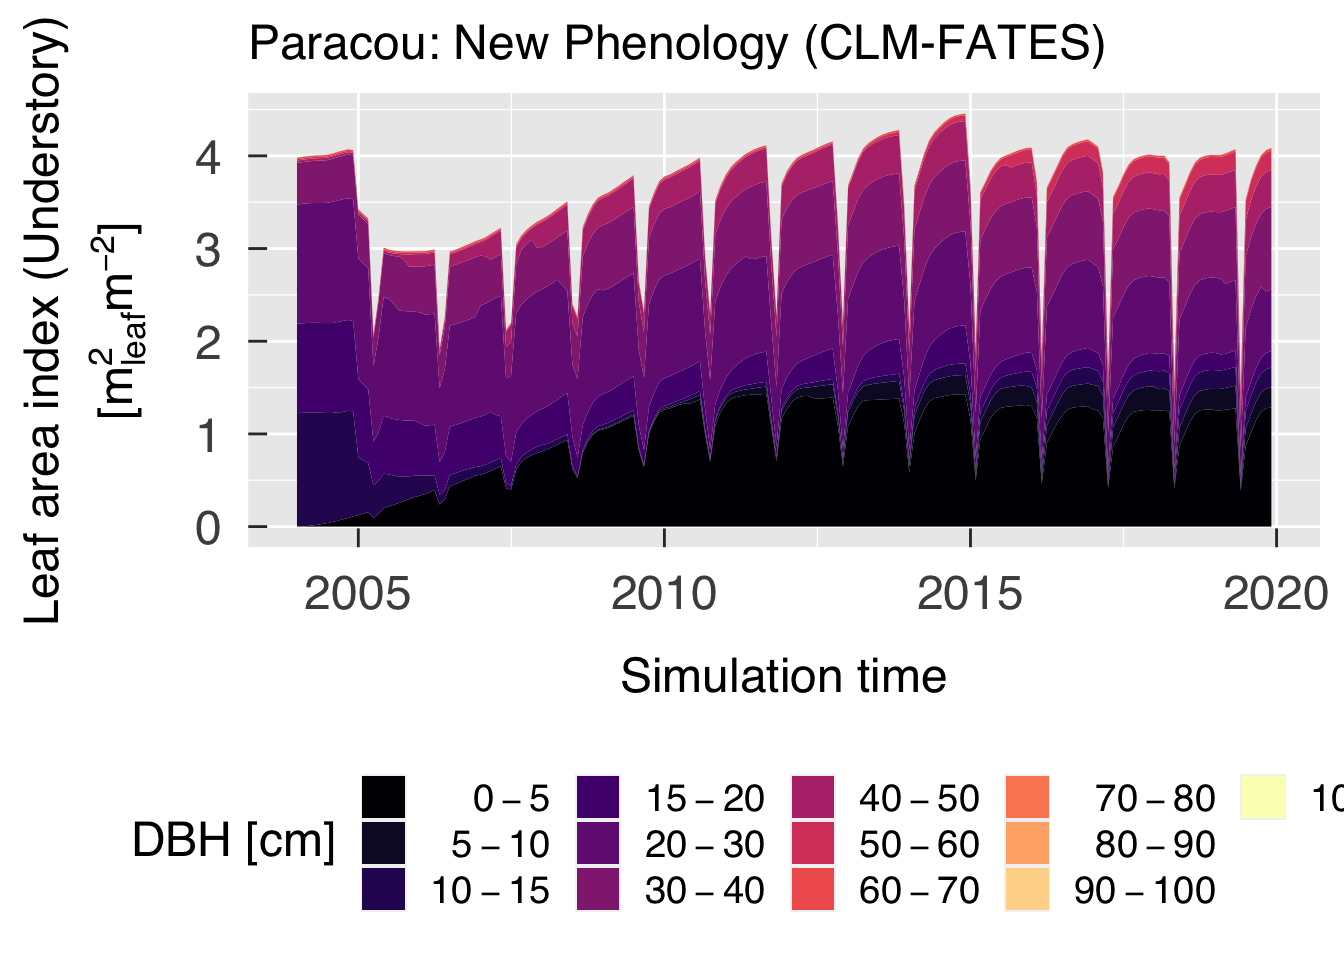 Paracou: New Phenology (CLM-FATES)
Leaf area index (Understory)
[m²leaf m⁻²]
4
3
2
1
0
2005 2010 2015 2020
Simulation time
DBH [cm]
0 – 5 15 – 20 40 – 50 70 – 80 10
5 – 10 20 – 30 50 – 60 80 – 90
10 – 15 30 – 40 60 – 70 90 – 100